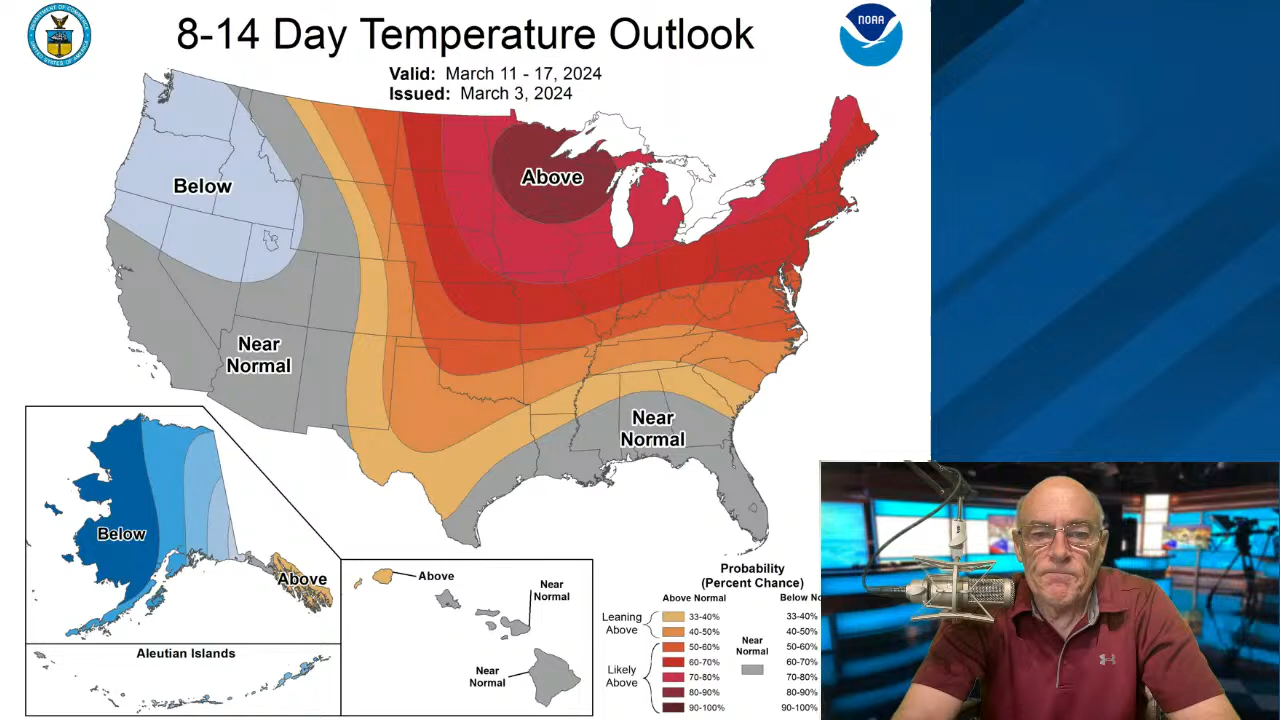 8-14 Day Temperature Outlook
NOAA
Valid: March 11 - 17, 2024
Issued: March 3, 2024
Below
Above
Near
Normal
Near
Normal
Below
Above
Aleutian Islands
Above
Near
Normal
Near
Normal
Probability
(Percent Chance)
Above Normal
Below
Leaning
Above
Likely
Above
33-40%
40-50%
50-60%
60-70%
70-80%
80-90%
90-100%
Near
Normal
33-40%
40-50%
50-60%
60-70%
70-80%
80-90%
90-100%